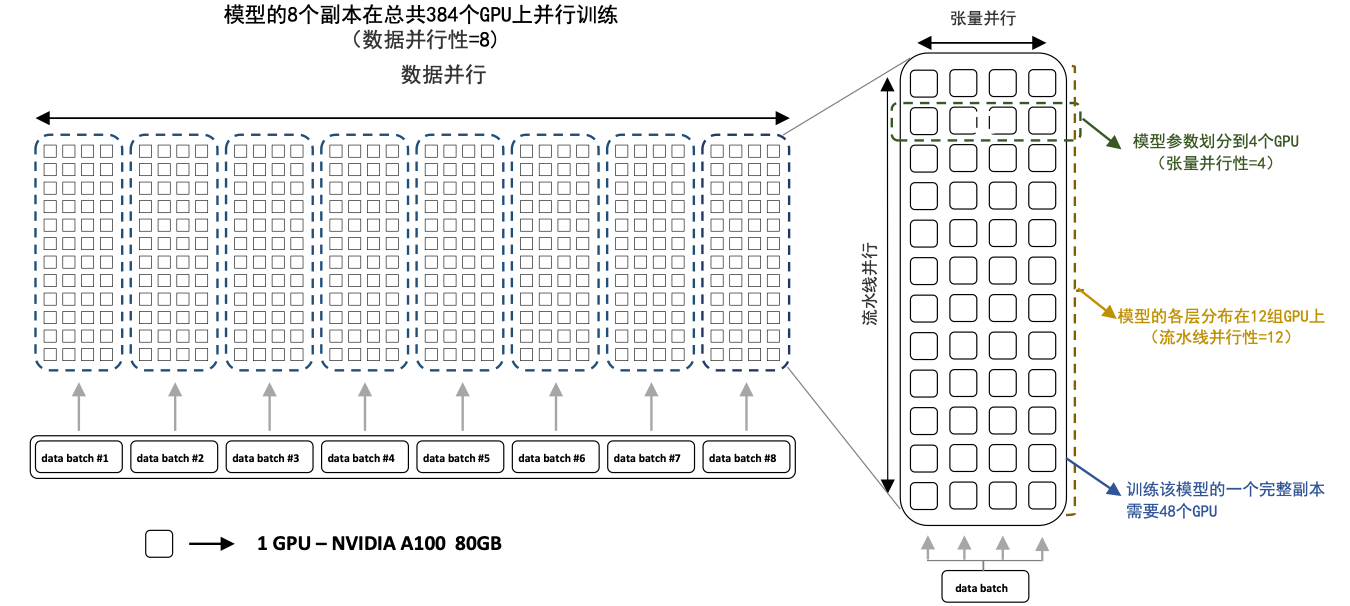 模型的8个副本在总共384个GPU上并行训练
（数据并行性=8）
数据并行
data batch #1
data batch #2
data batch #3
data batch #4
data batch #5
data batch #6
data batch #7
data batch #8
1 GPU – NVIDIA A100 80GB
张量并行
流水线并行
模型参数划分到4个GPU
（张量并行性=4）
模型的各层分布在12组GPU上
（流水线并行性=12）
训练该模型的一个完整副本
需要48个GPU
data batch